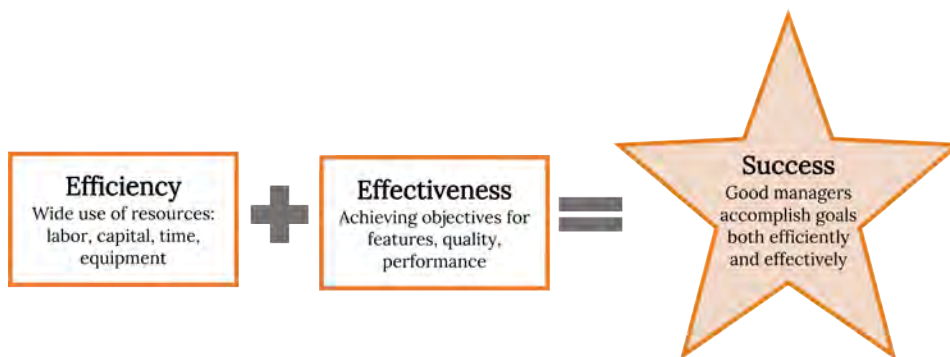 Efficiency
Wide use of resources:
labor, capital, time,
equipment
Effectiveness
Achieving objectives for
features, quality,
performance
Success
Good managers
accomplish goals
both efficiently
and effectively